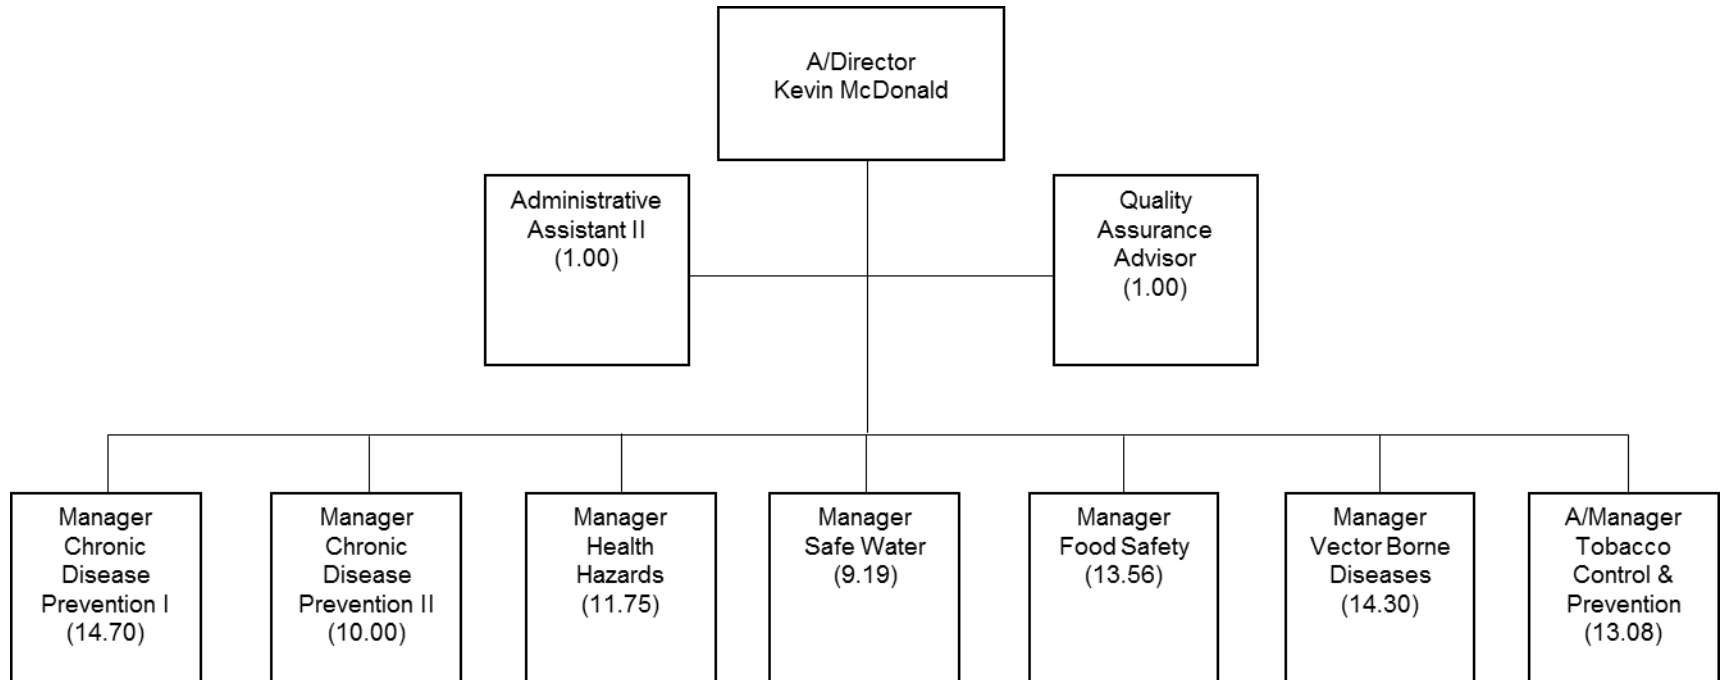 A/Director
Kevin McDonald
Administrative
Assistant II
(1.00)
Quality
Assurance
Advisor
(1.00)
Manager
Chronic
Disease
Prevention I
(14.70)
Manager
Chronic
Disease
Prevention II
(10.00)
Manager
Health
Hazards
(11.75)
Manager
Safe Water
(9.19)
Manager
Food Safety
(13.56)
Manager
Vector Borne
Diseases
(14.30)
A/Manager
Tobacco
Control &
Prevention
(13.08)